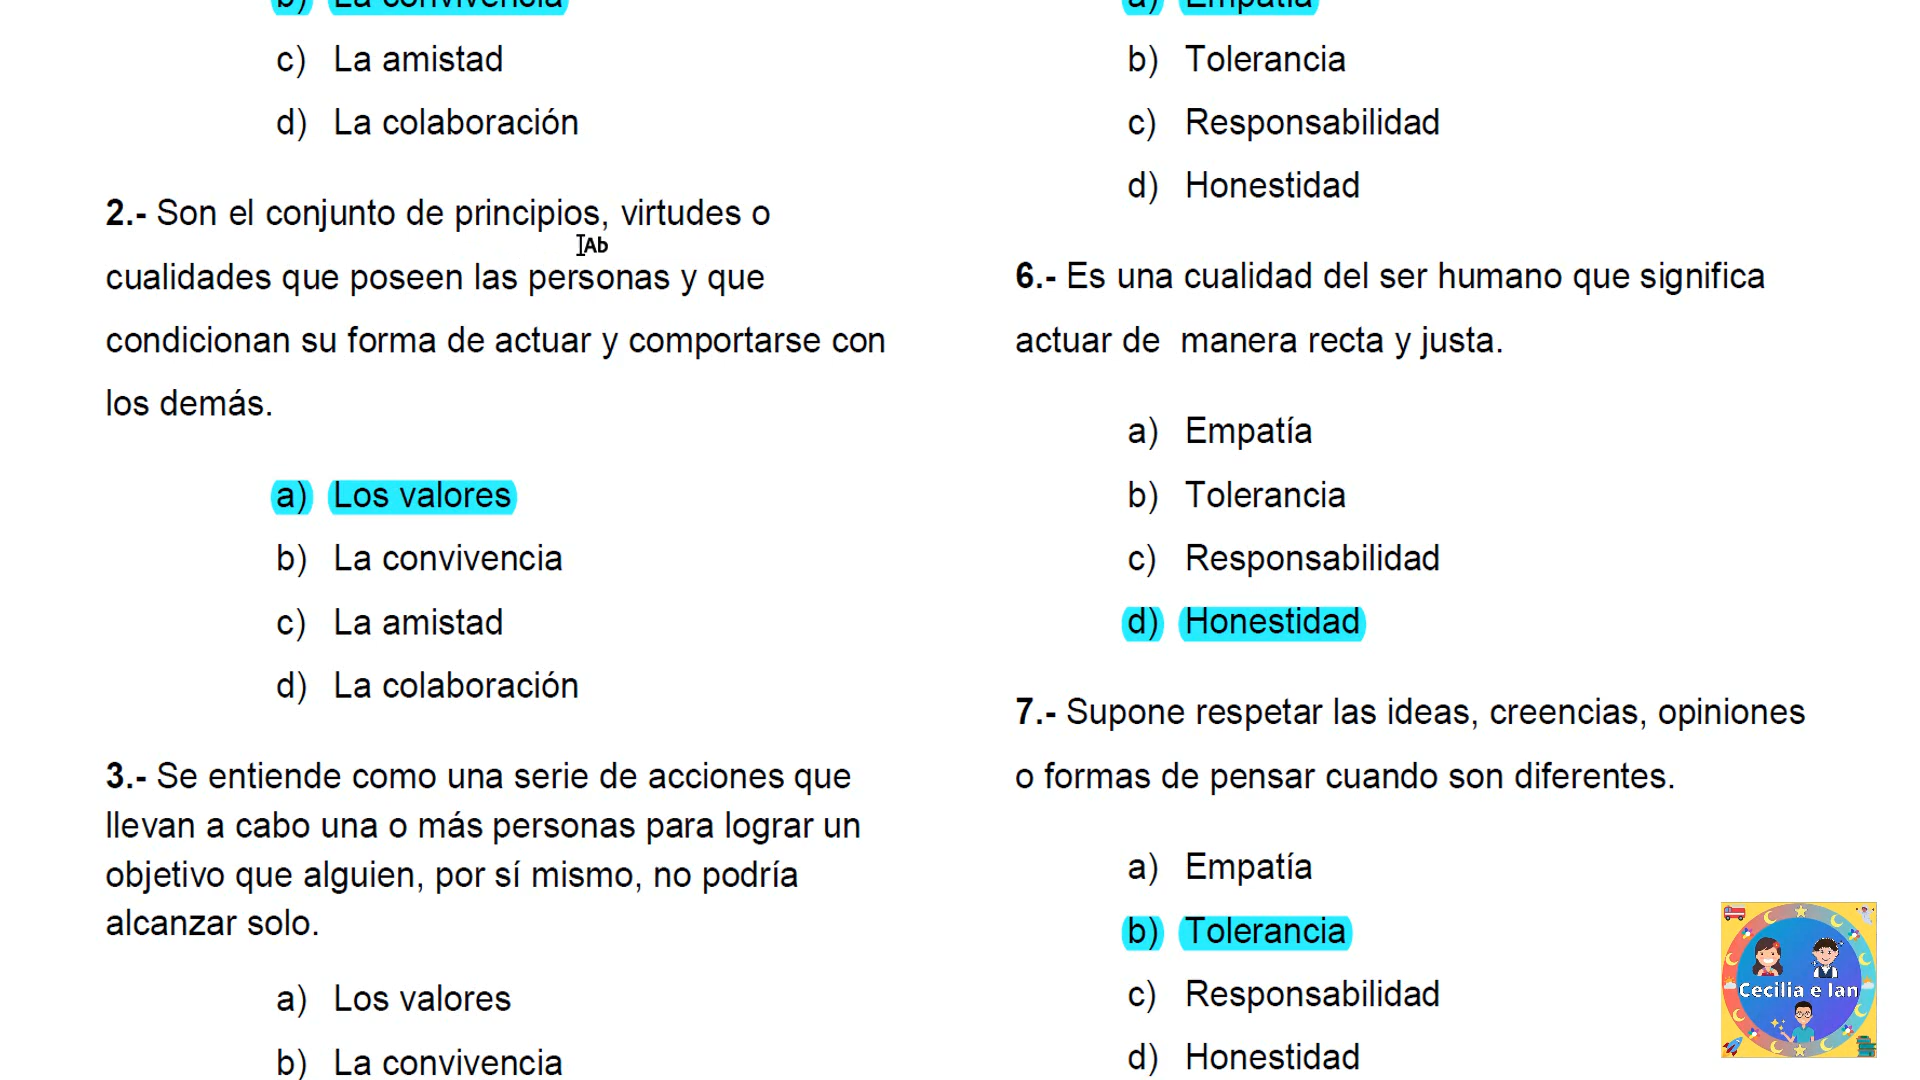 b) La convivencia
c) La amistad
d) La colaboración
2.- Son el conjunto de principios, virtudes o
cualidades que poseen las personas y que
condicionan su forma de actuar y comportarse con
los demás.
a) Los valores
b) La convivencia
c) La amistad
d) La colaboración
3.- Se entiende como una serie de acciones que
llevan a cabo una o más personas para lograr un
objetivo que alguien, por sí mismo, no podría
alcanzar solo.
a) Los valores
b) La convivencia
a) Empatía
b) Tolerancia
c) Responsabilidad
d) Honestidad
6.- Es una cualidad del ser humano que significa
actuar de  manera recta y justa.
a) Empatía
b) Tolerancia
c) Responsabilidad
d) Honestidad
7.- Supone respetar las ideas, creencias, opiniones
o formas de pensar cuando son diferentes.
a) Empatía
b) Tolerancia
c) Responsabilidad
d) Honestidad
Ab
Cecilia e Ian